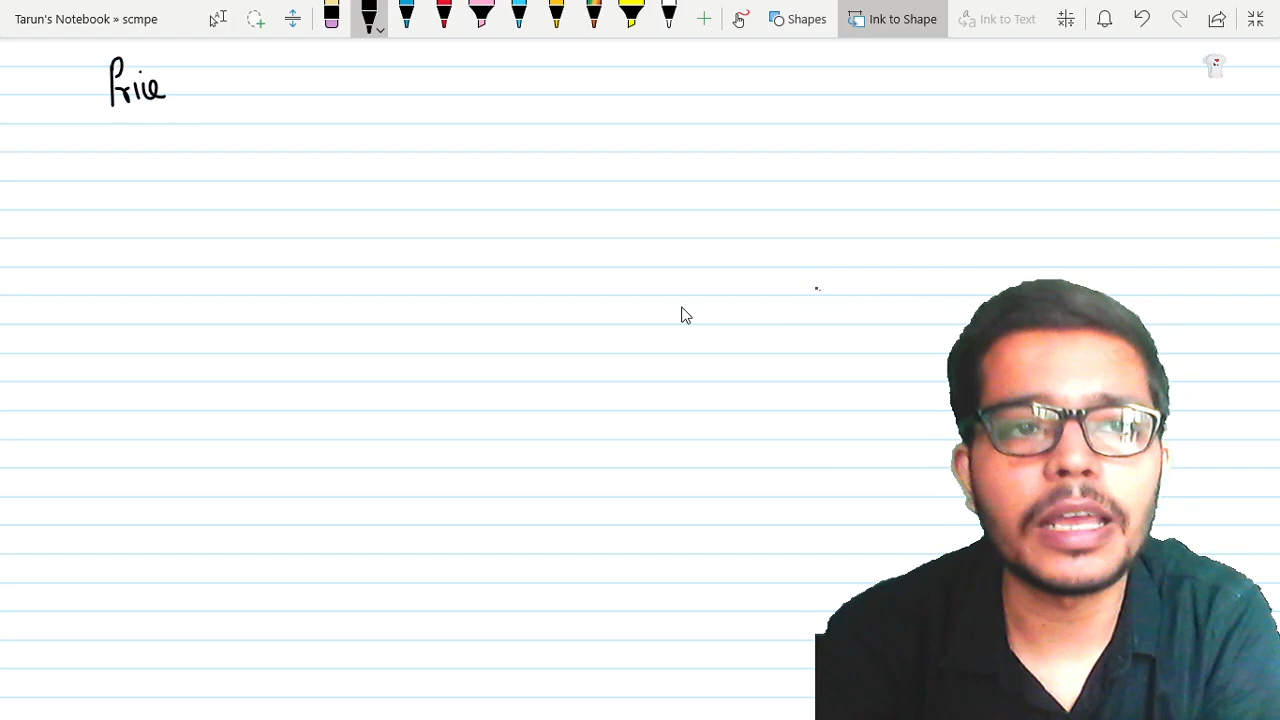 Tarun's Notebook » scmpe
Shapes
Ink to Shape
Ink to Text
Price